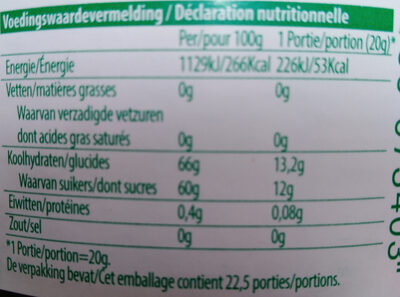 Voedingswaardevermelding / Déclaration nutritionnelle
Per/pour 100g 1 Portie/portion (20g)*
Energie/Énergie 1129kJ/266Kcal 226kJ/53Kcal
Vetten/matières grasses 0g 0g
Waarvan verzadigde vetzuren
dont acides gras saturés 0g 0g
Koolhydraten/glucides 66g 13,2g
Waarvan suikers/dont sucres 60g 12g
Eiwitten/protéines 0,4g 0,08g
Zout/sel 0g 0g
*1 Portie/portion=20g.
De verpakking bevat/Cet emballage contient 22,5 porties/portions.